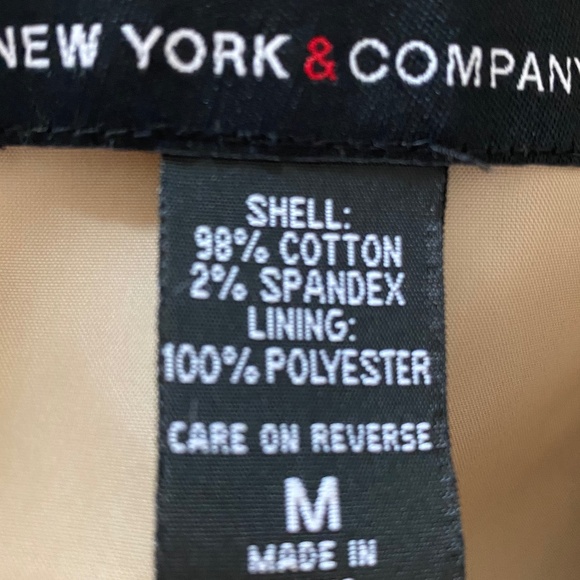 NEW YORK & COMPANY
SHELL:
98% COTTON
2% SPANDEX
LINING:
100% POLYESTER
CARE ON REVERSE
M
MADE IN